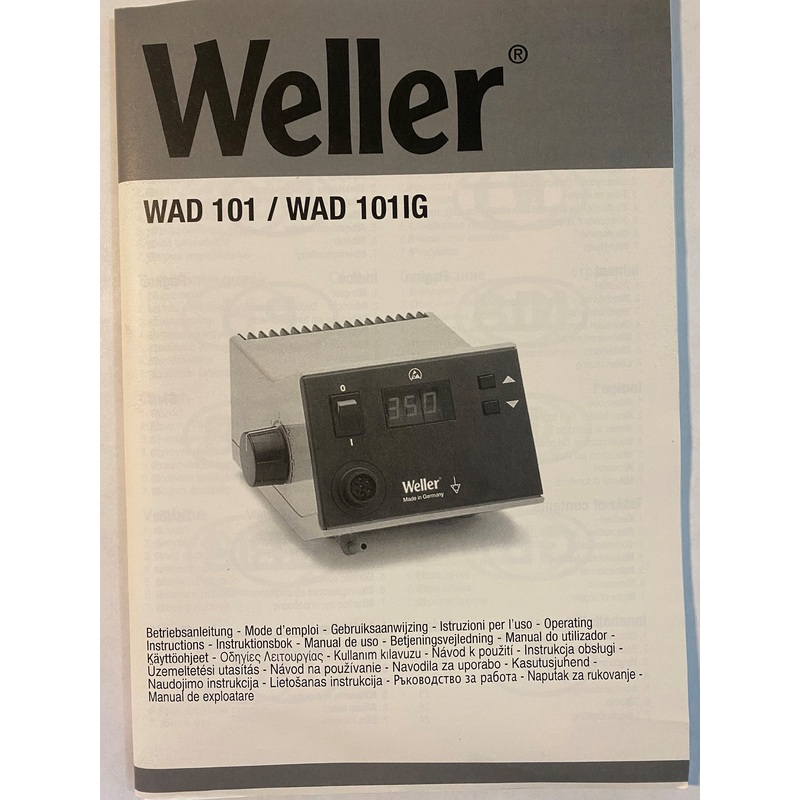 Weller®
WAD 101 / WAD 101IG
0
350
I
Weller®
Made in Germany
Betriebsanleitung - Mode d'emploi - Gebruiksaanwijzing - Istruzioni per l'uso - Operating
Instructions - Instruktionsbok - Manual de uso - Betjeningsvejledning - Manual do utilizador -
Käyttöohjeet - Οδηγίες Λειτουργίας - Kullanım kılavuzu - Návod k použití - Instrukcja obsługi -
Üzemeltetési utasítás - Návod na používanie - Navodila za uporabo - Kasutusjuhend -
Naudojimo instrukcija - Lietošanas instrukcija - Ръководство за работа - Naputak za rukovanje -
Manual de exploatare